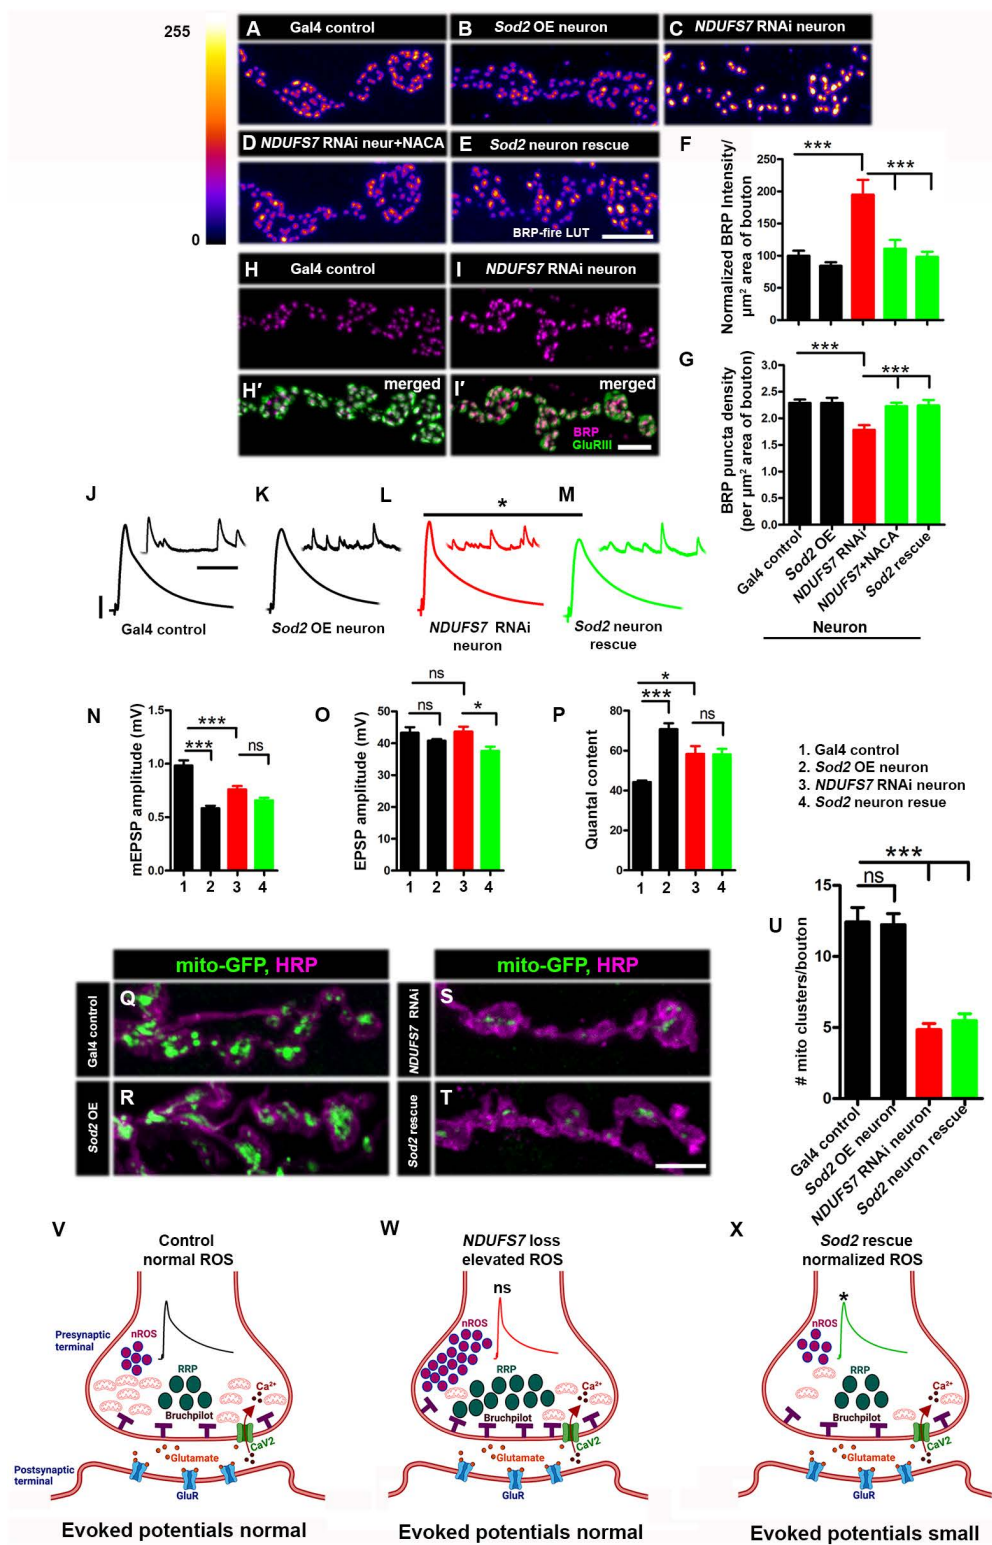 255
0
A Gal4 control
B Sod2 OE neuron
C NDUFS7 RNAi neuron
D NDUFS7 RNAi neur+NACA
E Sod2 neuron rescue
BRP-fire LUT
F
Normalized BRP Intensity/
µm² area of bouton
250
200
150
100
50
0
***
***
H Gal4 control
I NDUFS7 RNAi neuron
H′ merged
I′ merged
BRP
GluRIII
G
BRP puncta density
(per µm² area of bouton)
3.0
2.5
2.0
1.5
1.0
0.5
0.0
***
***
Gal4 control
Sod2 OE
NDUFS7 RNAi
NDUFS7+NACA
Sod2 rescue
Neuron
J
K
L
M
*
Gal4 control
Sod2 OE neuron
NDUFS7 RNAi
neuron
Sod2 neuron
rescue
N
mEPSP amplitude (mV)
1.5
1.0
0.5
0.0
***
***
ns
1 2 3 4
O
EPSP amplitude (mV)
50
40
30
20
10
0
ns
ns
*
1 2 3 4
P
Quantal content
80
60
40
20
0
*
***
ns
1 2 3 4
1. Gal4 control
2. Sod2 OE neuron
3. NDUFS7 RNAi neuron
4. Sod2 neuron resue
mito-GFP, HRP
mito-GFP, HRP
Q
Gal4 control
S
NDUFS7 RNAi
R
Sod2 OE
T
Sod2 rescue
U
# mito clusters/bouton
15
10
5
0
***
ns
Gal4 control
Sod2 OE neuron
NDUFS7 RNAi neuron
Sod2 neuron rescue
V
Control
normal ROS
Presynaptic
terminal
nROS
RRP
Ca²⁺
Bruchpilot
CaV2
Glutamate
Postsynaptic
terminal
GluR
Evoked potentials normal
W
NDUFS7 loss
elevated ROS
ns
nROS
RRP
Ca²⁺
Bruchpilot
CaV2
Glutamate
GluR
Evoked potentials normal
X
Sod2 rescue
normalized ROS
*
nROS
RRP
Ca²⁺
Bruchpilot
CaV2
Glutamate
GluR
Evoked potentials small